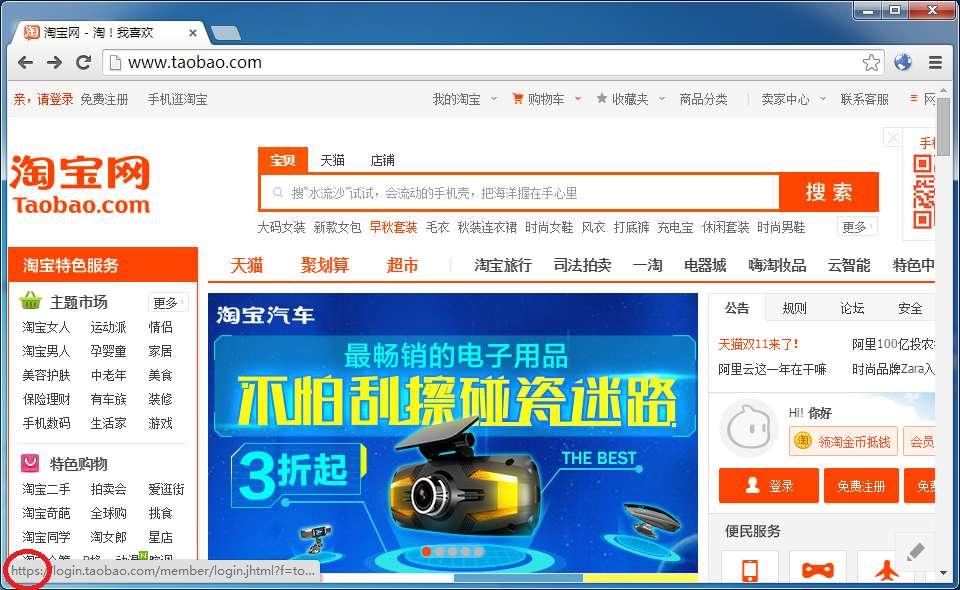 淘宝网 - 淘！我喜欢
www.taobao.com
亲，请登录 免费注册 手机逛淘宝 我的淘宝 购物车 收藏夹 商品分类 卖家中心 联系客服
淘宝网
Taobao.com
手机
宝贝 天猫 店铺
搜“水流沙”试试，会流动的手机壳，把海洋握在手心里 搜 索
大码女装 新款女包 早秋套装 毛衣 秋装连衣裙 时尚女鞋 风衣 打底裤 充电宝 休闲套装 时尚男鞋 更多
淘宝特色服务 天猫 聚划算 超市 淘宝旅行 司法拍卖 一淘 电器城 嗨淘妆品 云智能 特色中
主题市场 更多
淘宝女人 运动派 情侣
淘宝男人 孕婴童 家居
美容护肤 中老年 美食
保险理财 有车族 装修
手机数码 生活家 游戏
特色购物
淘宝二手 拍卖会 爱逛街
淘宝奇葩 全球购 挑食
淘宝同学 淘女郎 星店
淘宝汽车
最畅销的电子用品
不怕刮擦碰瓷迷路
3折起
THE BEST
公告 规则 论坛 安全
天猫双11来了！ 阿里100亿投农
阿里云这一年在干嘛 时尚品牌Zara入
Hi! 你好
淘 领淘金币抵钱 会员
登录 免费注册 免费
便民服务
https://login.taobao.com/member/login.jhtml?f=to...